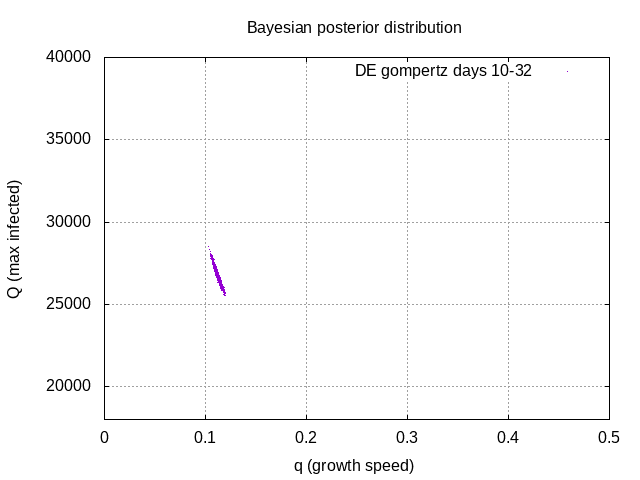 Bayesian posterior distribution
40000
DE gompertz days 10-32
35000
30000
Q (max infected)
25000
20000
0 0.1 0.2 0.3 0.4 0.5
q (growth speed)